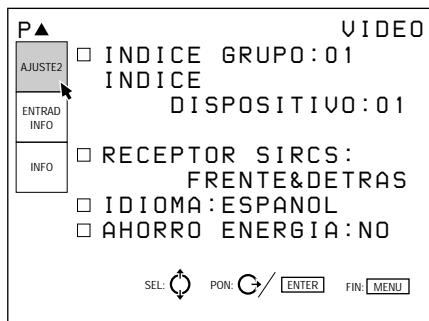 P▲ VIDEO
AJUSTE2
ENTRAD
INFO
INFO
□ INDICE GRUPO:01
INDICE
DISPOSITIVO:01
□ RECEPTOR SIRCS:
FRENTE&DETRAS
□ IDIOMA:ESPANOL
□ AHORRO ENERGIA:NO
SEL: PON: / ENTER FIN: MENU